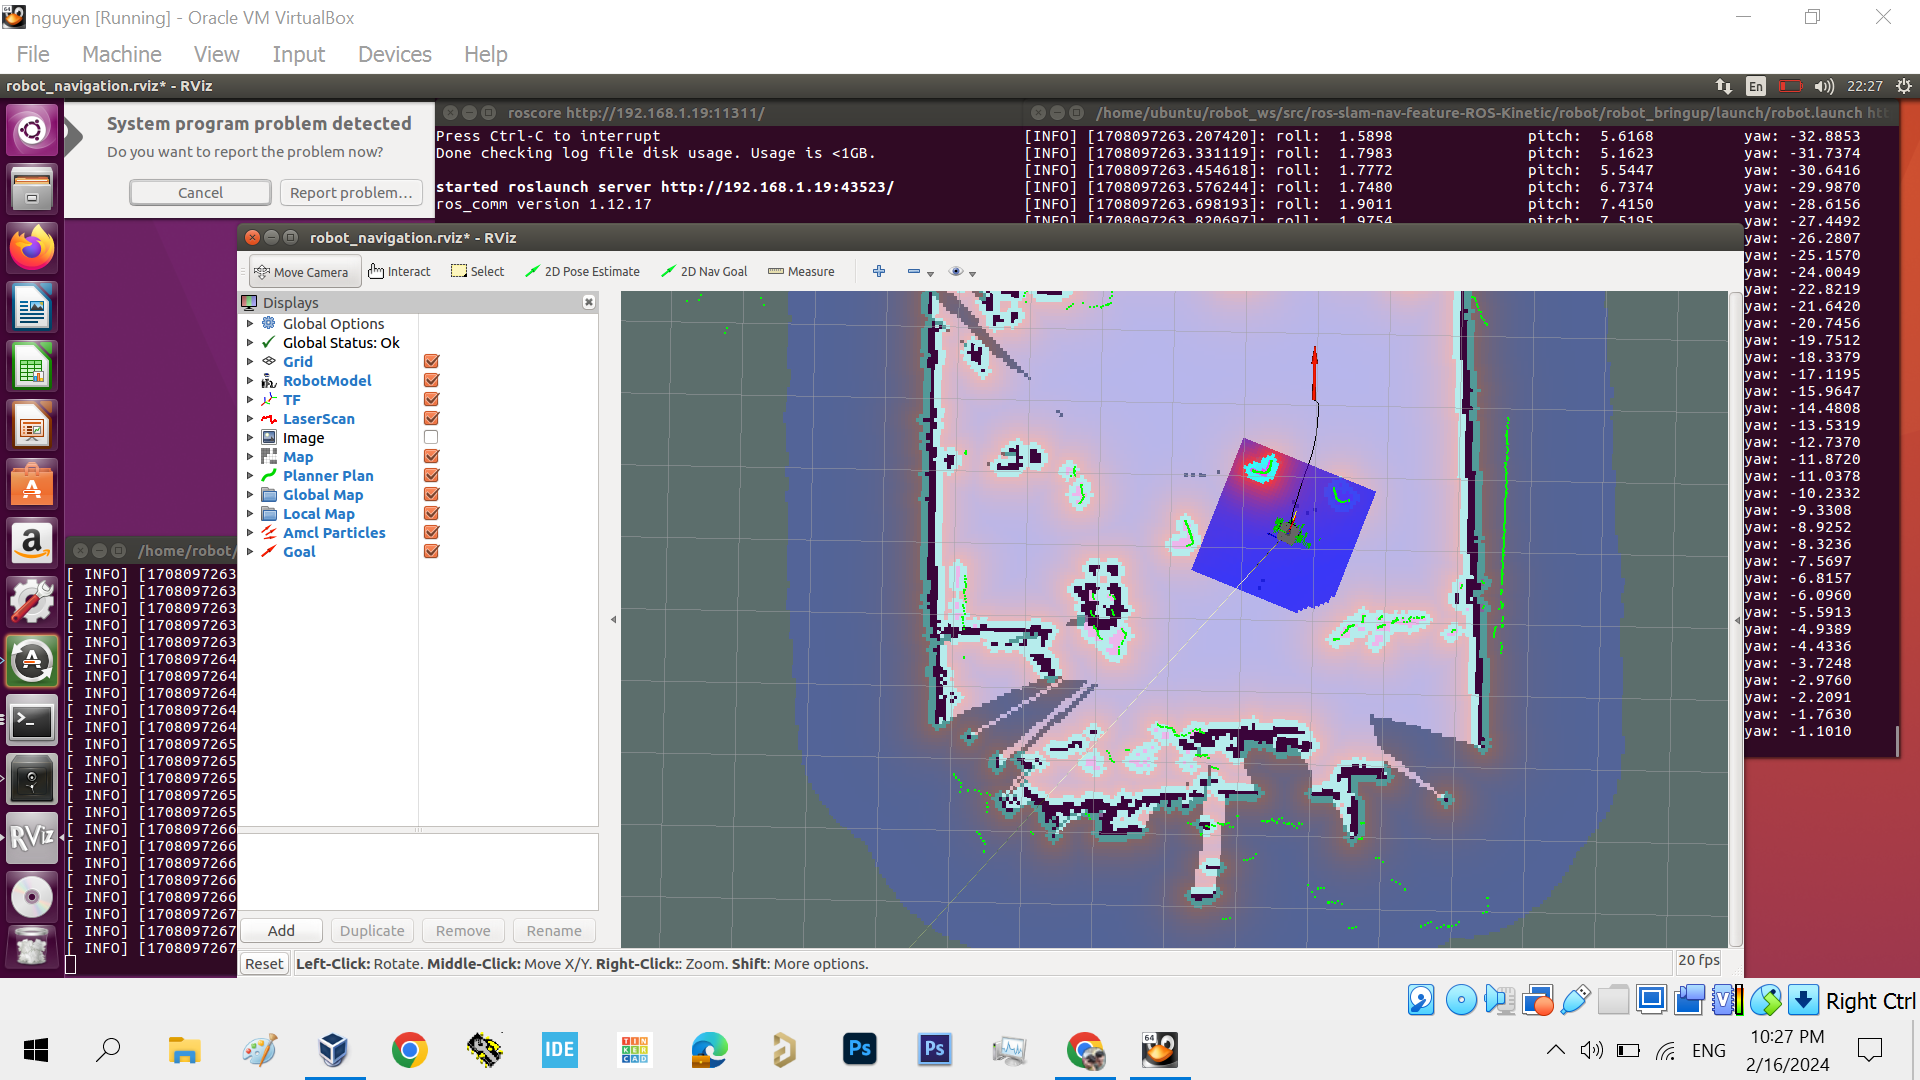 nguyen [Running] - Oracle VM VirtualBox
File Machine View Input Devices Help
robot_navigation.rviz* - RViz
En
22:27
System program problem detected
Do you want to report the problem now?
Cancel
Report problem…
roscore http://192.168.1.19:11311/
Press Ctrl-C to interrupt
Done checking log file disk usage. Usage is <1GB.
started roslaunch server http://192.168.1.19:43523/
ros_comm version 1.12.17
/home/ubuntu/robot_ws/src/ros-slam-nav-feature-ROS-Kinetic/robot/robot_bringup/launch/robot.launch
[INFO] [1708097263.207420]: roll: 1.5898 pitch: 5.6168 yaw: -32.8853
[INFO] [1708097263.331119]: roll: 1.7983 pitch: 5.1623 yaw: -31.7374
[INFO] [1708097263.454618]: roll: 1.7772 pitch: 5.5447 yaw: -30.6416
[INFO] [1708097263.576244]: roll: 1.7480 pitch: 6.7374 yaw: -29.9870
[INFO] [1708097263.698193]: roll: 1.9011 pitch: 7.4150 yaw: -28.6156
[INFO] [1708097263.820697]: roll: 1.9754 pitch: 7.5195 yaw: -27.4492
yaw: -26.2807
yaw: -25.1570
yaw: -24.0049
yaw: -22.8219
yaw: -21.6420
yaw: -20.7456
yaw: -19.7512
yaw: -18.3379
yaw: -17.1195
yaw: -15.9647
yaw: -14.4808
yaw: -13.5319
yaw: -12.7370
yaw: -11.8720
yaw: -11.0378
yaw: -10.2332
yaw: -9.3308
yaw: -8.9252
yaw: -8.3236
yaw: -7.5697
yaw: -6.8157
yaw: -6.0960
yaw: -5.5913
yaw: -4.9389
yaw: -4.4336
yaw: -3.7248
yaw: -2.9760
yaw: -2.2091
yaw: -1.7630
yaw: -1.1010
robot_navigation.rviz* - RViz
Move Camera Interact Select 2D Pose Estimate 2D Nav Goal Measure
Displays
Global Options
Global Status: Ok
Grid
RobotModel
TF
LaserScan
Image
Map
Planner Plan
Global Map
Local Map
Amcl Particles
Goal
Add Duplicate Remove Rename
Reset
Left-Click: Rotate. Middle-Click: Move X/Y. Right-Click:: Zoom. Shift: More options.
20 fps
/home/robot/
[ INFO] [1708097263
[ INFO] [1708097263
[ INFO] [1708097263
[ INFO] [1708097263
[ INFO] [1708097263
[ INFO] [1708097264
[ INFO] [1708097264
[ INFO] [1708097264
[ INFO] [1708097264
[ INFO] [1708097264
[ INFO] [1708097265
[ INFO] [1708097265
[ INFO] [1708097265
[ INFO] [1708097265
[ INFO] [1708097265
[ INFO] [1708097266
[ INFO] [1708097266
[ INFO] [1708097266
[ INFO] [1708097266
[ INFO] [1708097266
[ INFO] [1708097267
[ INFO] [1708097267
[ INFO] [1708097267
RViz
Right Ctrl
IDE
TIN
KER
CAD
Ps
Ps
64
ENG
10:27 PM
2/16/2024